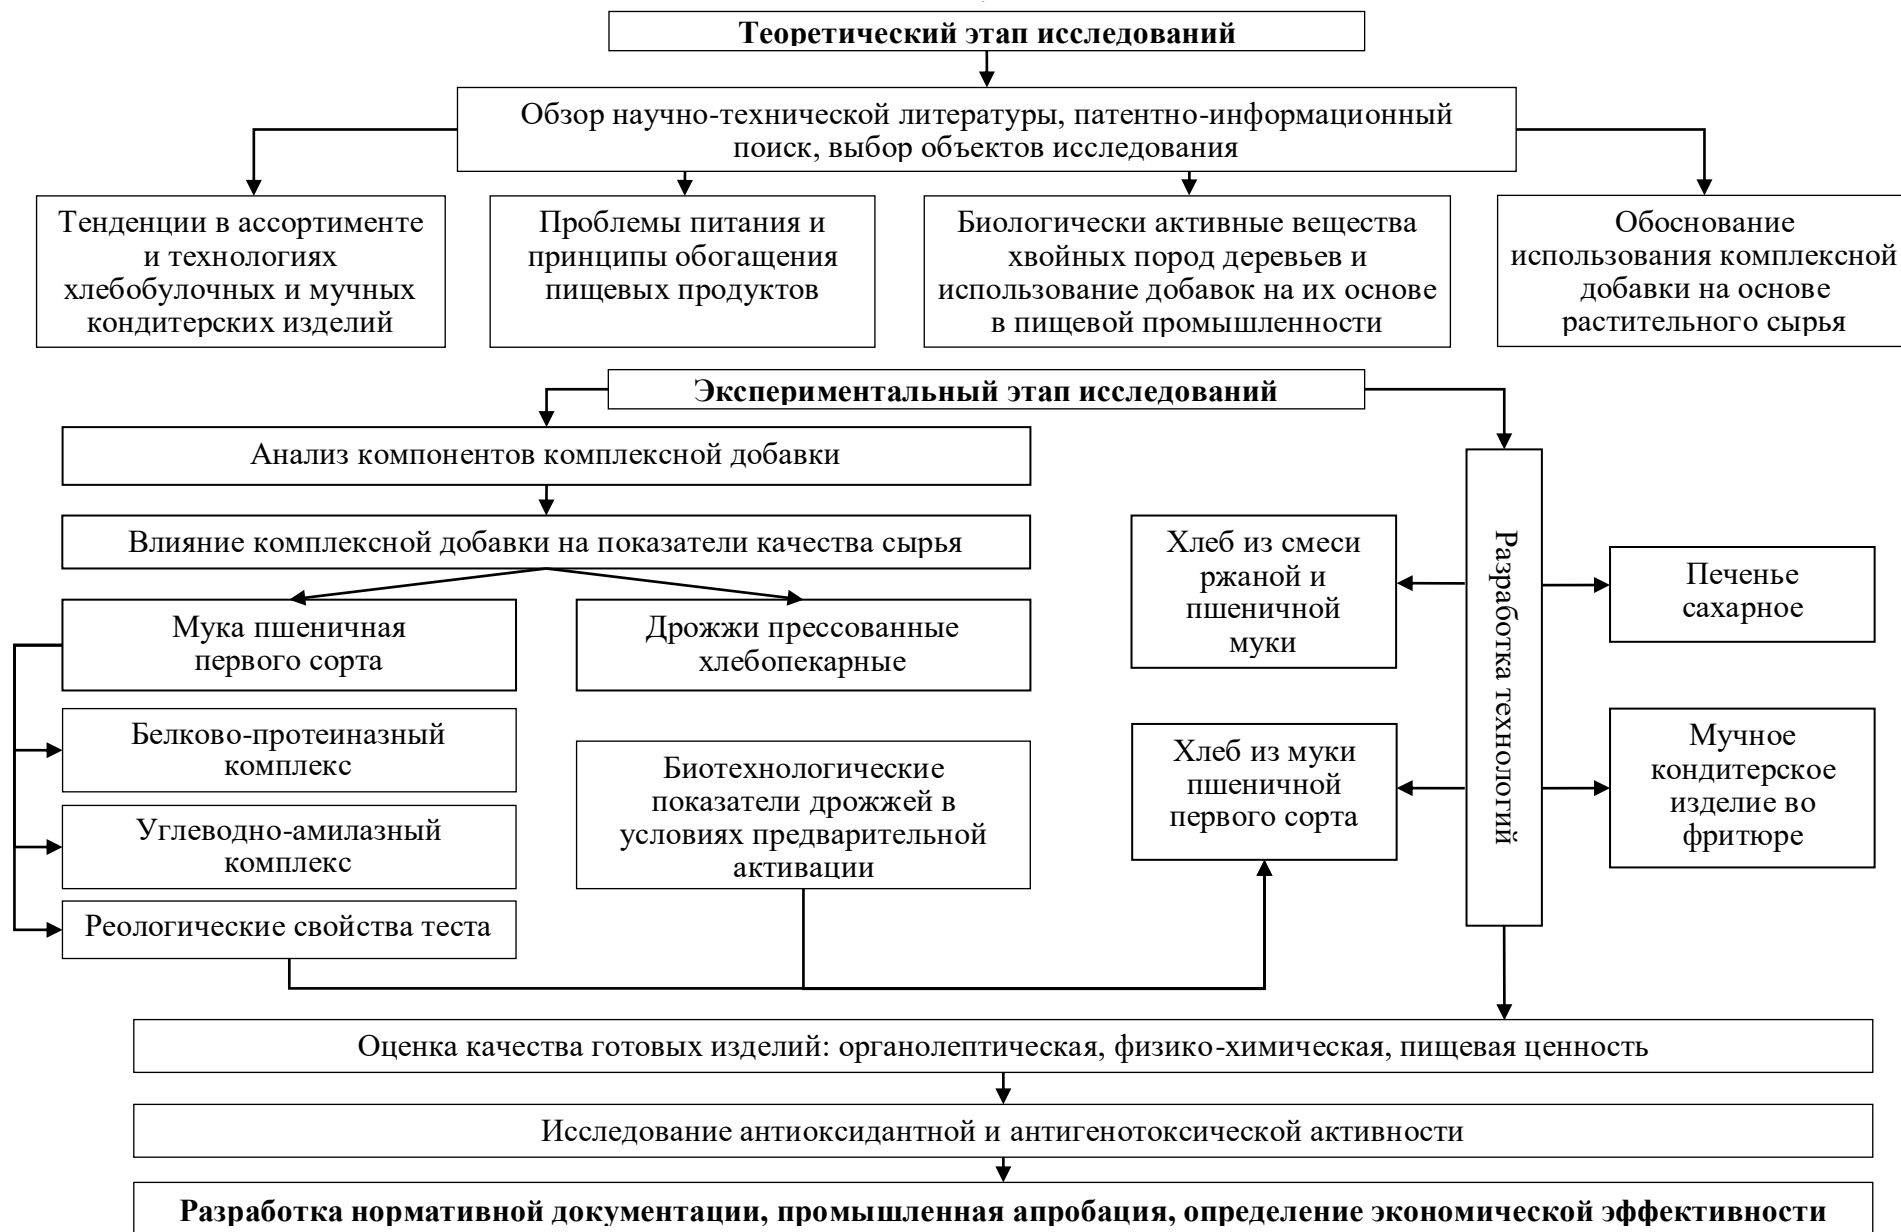 Теоретический этап исследований
Обзор научно-технической литературы, патентно-информационный
поиск, выбор объектов исследования
Тенденции в ассортименте
и технологиях
хлебобулочных и мучных
кондитерских изделий
Проблемы питания и
принципы обогащения
пищевых продуктов
Биологически активные вещества
хвойных пород деревьев и
использование добавок на их основе
в пищевой промышленности
Обоснование
использования комплексной
добавки на основе
растительного сырья
Экспериментальный этап исследований
Анализ компонентов комплексной добавки
Влияние комплексной добавки на показатели качества сырья
Мука пшеничная
первого сорта
Дрожжи прессованные
хлебопекарные
Белково-протеиназный
комплекс
Углеводно-амилазный
комплекс
Реологические свойства теста
Биотехнологические
показатели дрожжей в
условиях предварительной
активации
Хлеб из смеси
ржаной и
пшеничной
муки
Хлеб из муки
пшеничной
первого сорта
Разработка технологий
Печенье
сахарное
Мучное
кондитерское
изделие во
фритюре
Оценка качества готовых изделий: органолептическая, физико-химическая, пищевая ценность
Исследование антиоксидантной и антигенотоксической активности
Разработка нормативной документации, промышленная апробация, определение экономической эффективности